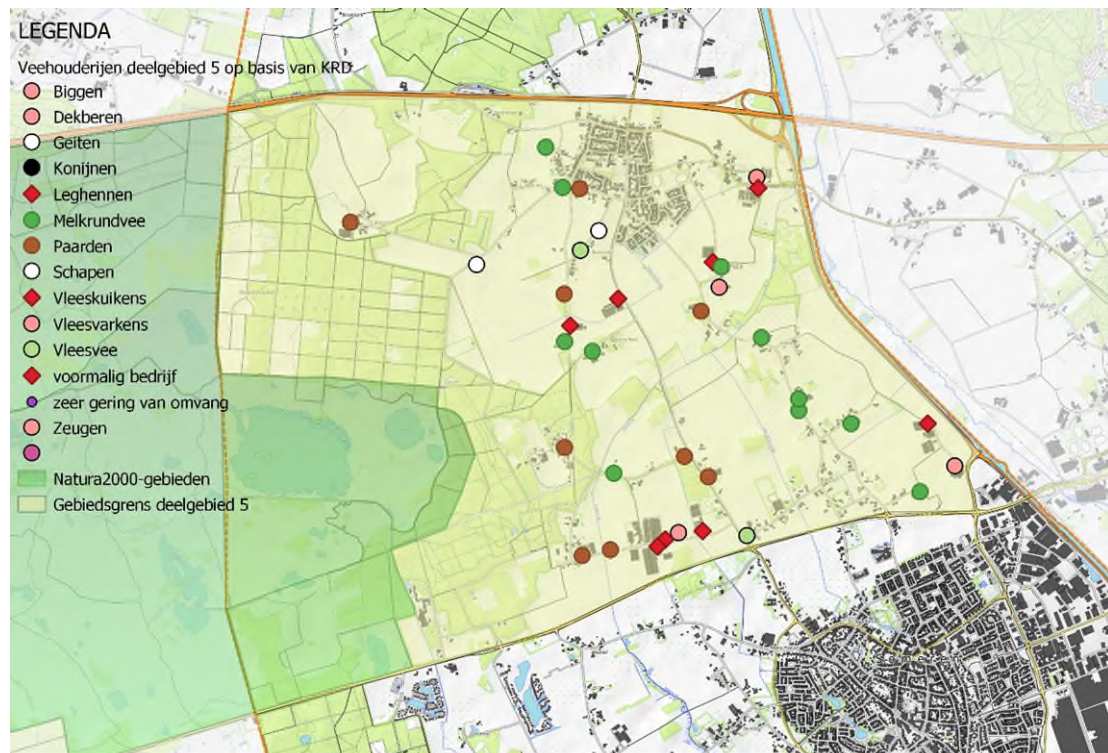 LEGENDA
Veehouderijen deelgebied 5 op basis van KRD
Biggen
Dekberen
Geiten
Konijnen
Leghennen
Melkrundvee
Paarden
Schapen
Vleeskuikens
Vleesvarkens
Vleesvee
voormalig bedrijf
zeer gering van omvang
Zeugen
Natura2000-gebieden
Gebiedsgrens deelgebied 5